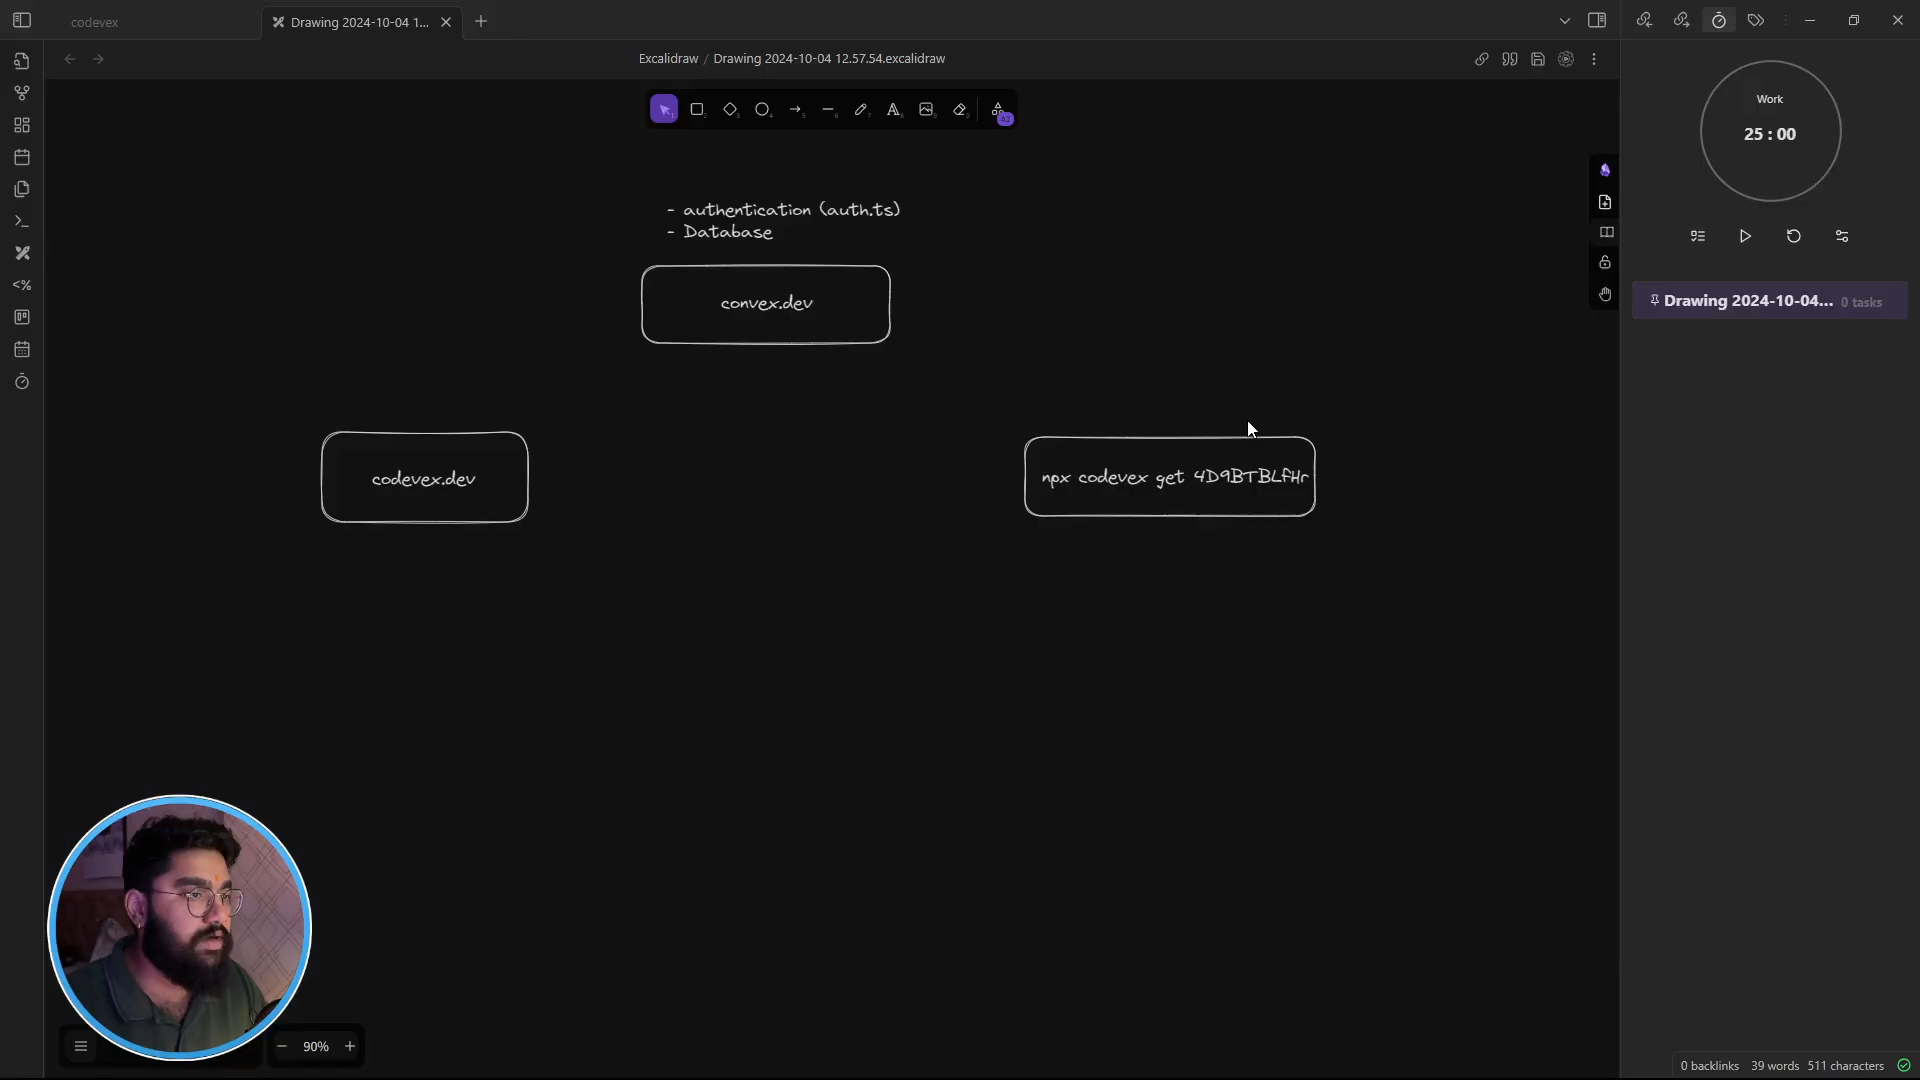 codevex
Drawing 2024-10-04 1...
Excalidraw / Drawing 2024-10-04 12.57.54.excalidraw
Work
25 : 00
AI
- authentication (auth.ts)
- Database
convex.dev
Drawing 2024-10-04... 0 tasks
codevex.dev
npx codevex get 4D9BTBLfHr
90%
0 backlinks 39 words 511 characters